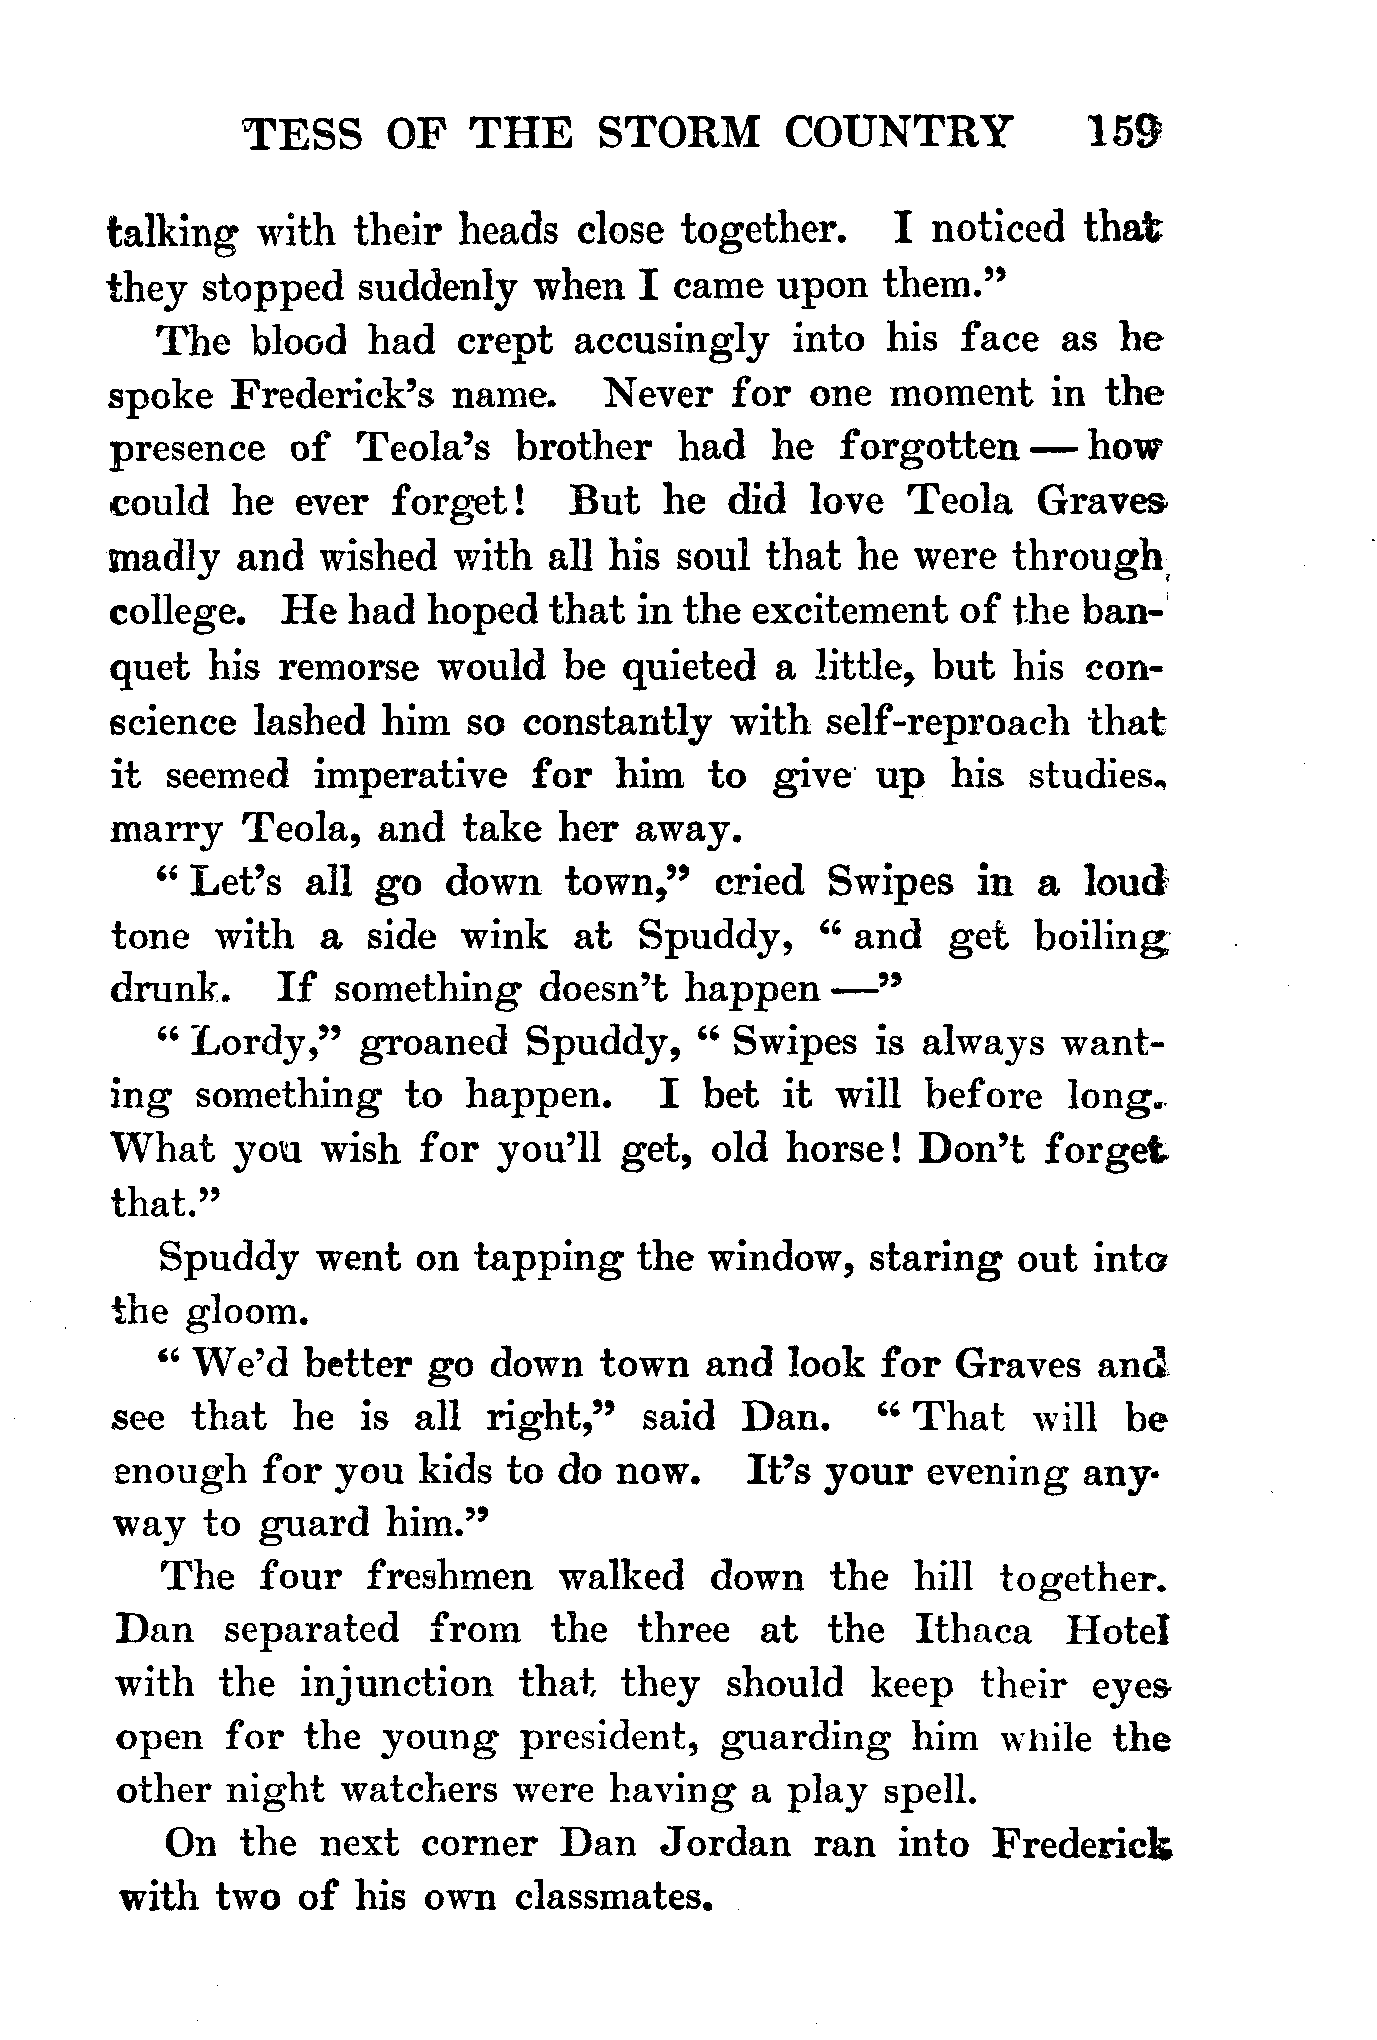 TESS OF THE STORM COUNTRY 159
talking with their heads close together. I noticed that
they stopped suddenly when I came upon them.”
The blood had crept accusingly into his face as he
spoke Frederick’s name. Never for one moment in the
presence of Teola’s brother had he forgotten — how
could he ever forget! But he did love Teola Graves
madly and wished with all his soul that he were through
college. He had hoped that in the excitement of the ban-
quet his remorse would be quieted a little, but his con-
science lashed him so constantly with self-reproach that
it seemed imperative for him to give up his studies,
marry Teola, and take her away.
“ Let’s all go down town,” cried Swipes in a loud
tone with a side wink at Spuddy, “ and get boiling
drunk. If something doesn’t happen —”
“ Lordy,” groaned Spuddy, “ Swipes is always want-
ing something to happen. I bet it will before long.
What you wish for you’ll get, old horse! Don’t forget
that.”
Spuddy went on tapping the window, staring out into
the gloom.
“ We’d better go down town and look for Graves and
see that he is all right,” said Dan. “ That will be
enough for you kids to do now. It’s your evening any-
way to guard him.”
The four freshmen walked down the hill together.
Dan separated from the three at the Ithaca Hotel
with the injunction that they should keep their eyes
open for the young president, guarding him while the
other night watchers were having a play spell.
On the next corner Dan Jordan ran into Frederick
with two of his own classmates.